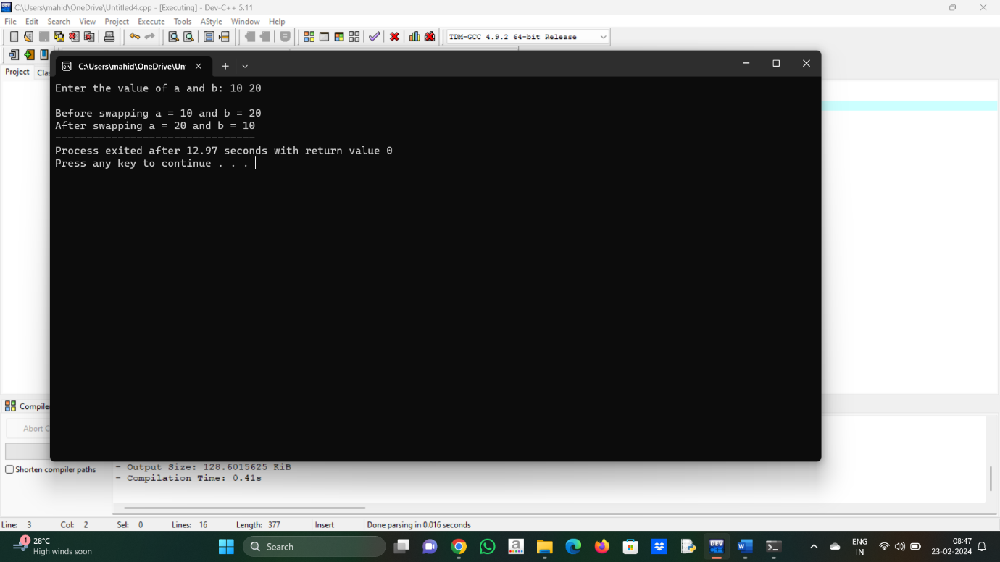 C:\Users\mahid\OneDrive\Untitled4.cpp - [Executing] - Dev-C++ 5.11
File Edit Search View Project Execute Tools AStyle Window Help
TDM-GCC 4.9.2 64-bit Release
Project Clas
C:\Users\mahid\OneDrive\Un
Enter the value of a and b: 10 20
Before swapping a = 10 and b = 20
After swapping a = 20 and b = 10
--------------------------------
Process exited after 12.97 seconds with return value 0
Press any key to continue . . .
Compiler
Abort C
Shorten compiler paths
- Output Size: 128.6015625 KiB
- Compilation Time: 0.41s
Line: 3 Col: 2 Sel: 0 Lines: 16 Length: 377 Insert Done parsing in 0.016 seconds
1
28°C
High winds soon
Search
DEV
ENG
IN
08:47
23-02-2024